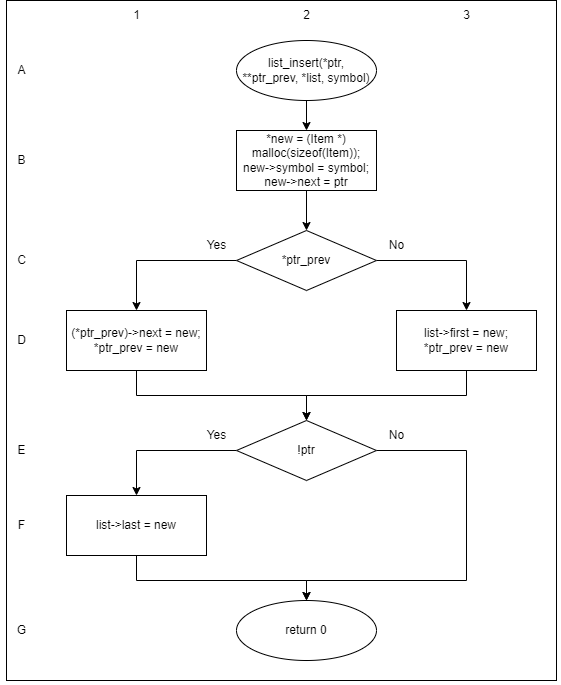 1 2 3
A
list_insert(*ptr,
**ptr_prev, *list, symbol)
B
*new = (Item *)
malloc(sizeof(Item));
new->symbol = symbol;
new->next = ptr
Yes No
C
*ptr_prev
D
(*ptr_prev)->next = new;
*ptr_prev = new
list->first = new;
*ptr_prev = new
Yes No
E
!ptr
F
list->last = new
G
return 0